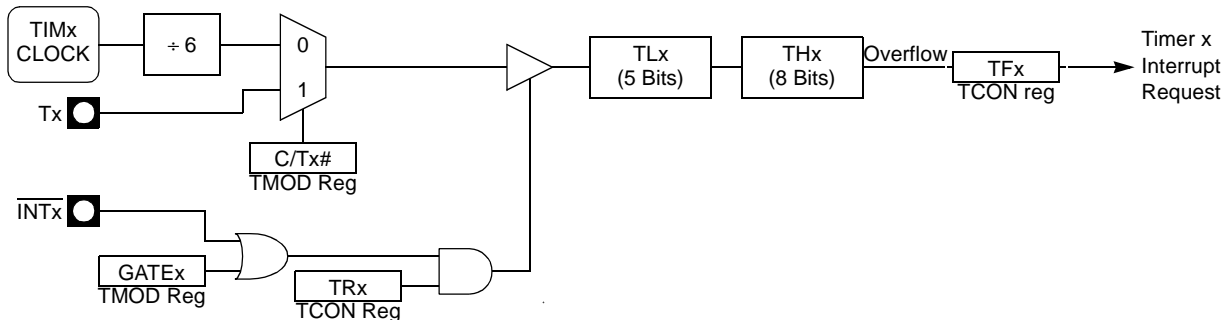 TIMx
CLOCK
÷ 6
0
1
Tx
C/Tx#
TMOD Reg
TLx
(5 Bits)
THx
(8 Bits)
Overflow
TFx
TCON reg
Timer x
Interrupt
Request
INTx
GATEx
TMOD Reg
TRx
TCON Reg